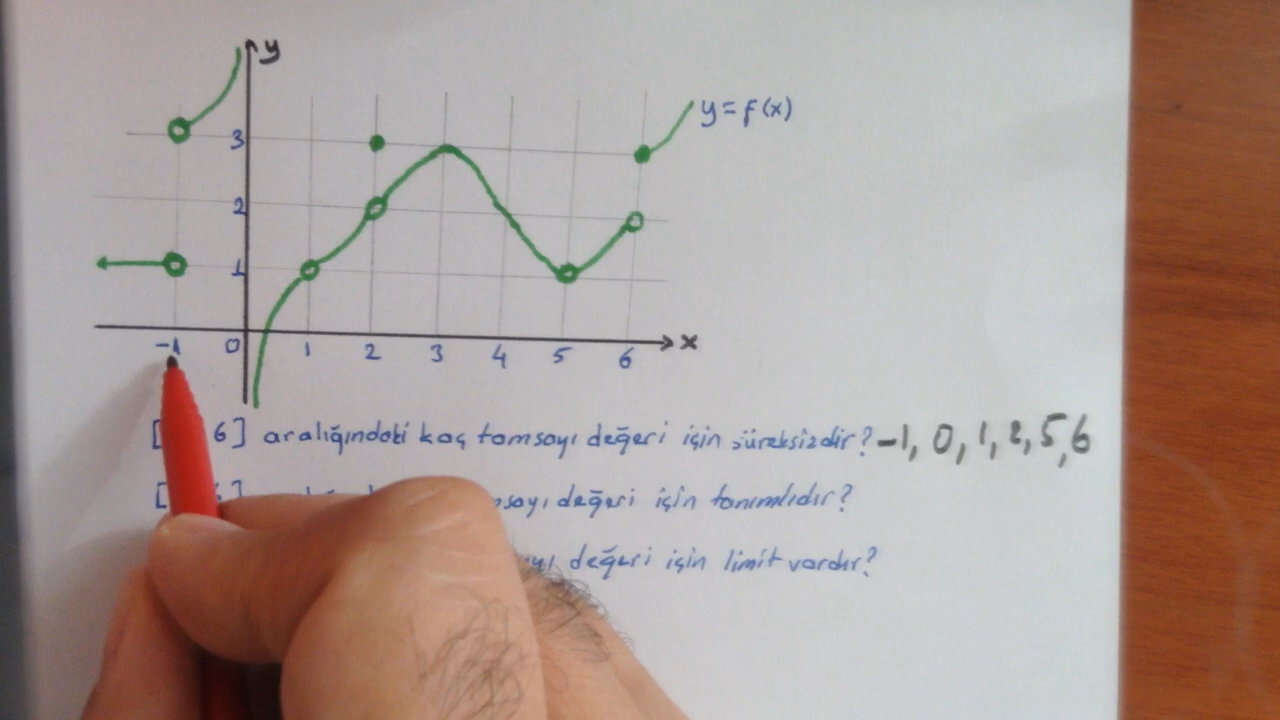 y
y = f(x)
3
2
1
-1 0 1 2 3 4 5 6 x
[ 6] aralığındaki kaç tamsayı değeri için süreksizdir? -1, 0, 1, 2, 5, 6
[ ] değeri için tanımlıdır?
değeri için limit vardır?